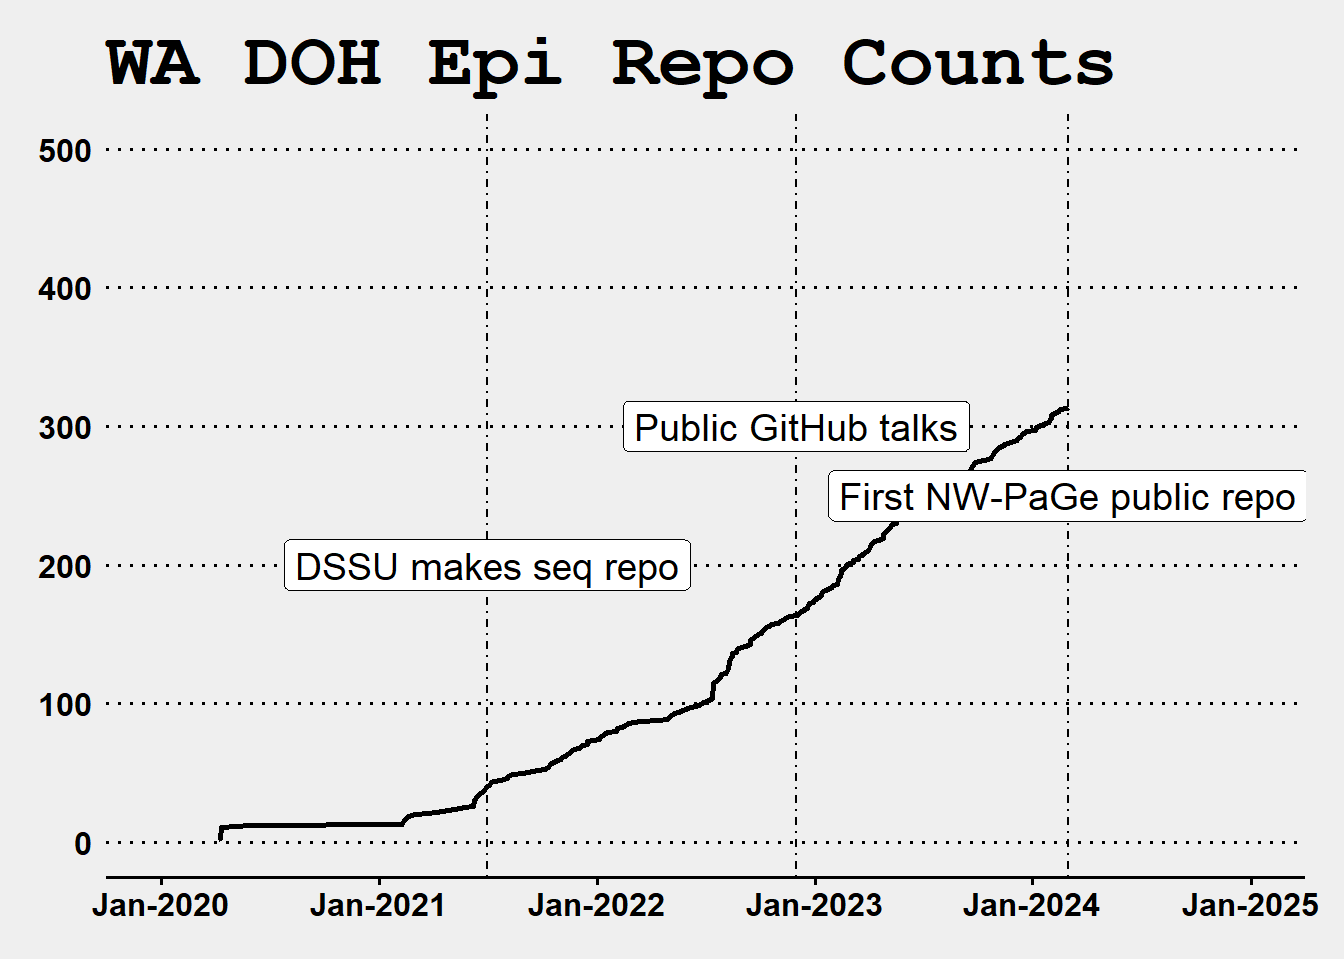 WA DOH Epi Repo Counts
500
400
300
200
100
0
Public GitHub talks
First NW-PaGe public repo
DSSU makes seq repo
Jan-2020 Jan-2021 Jan-2022 Jan-2023 Jan-2024 Jan-2025